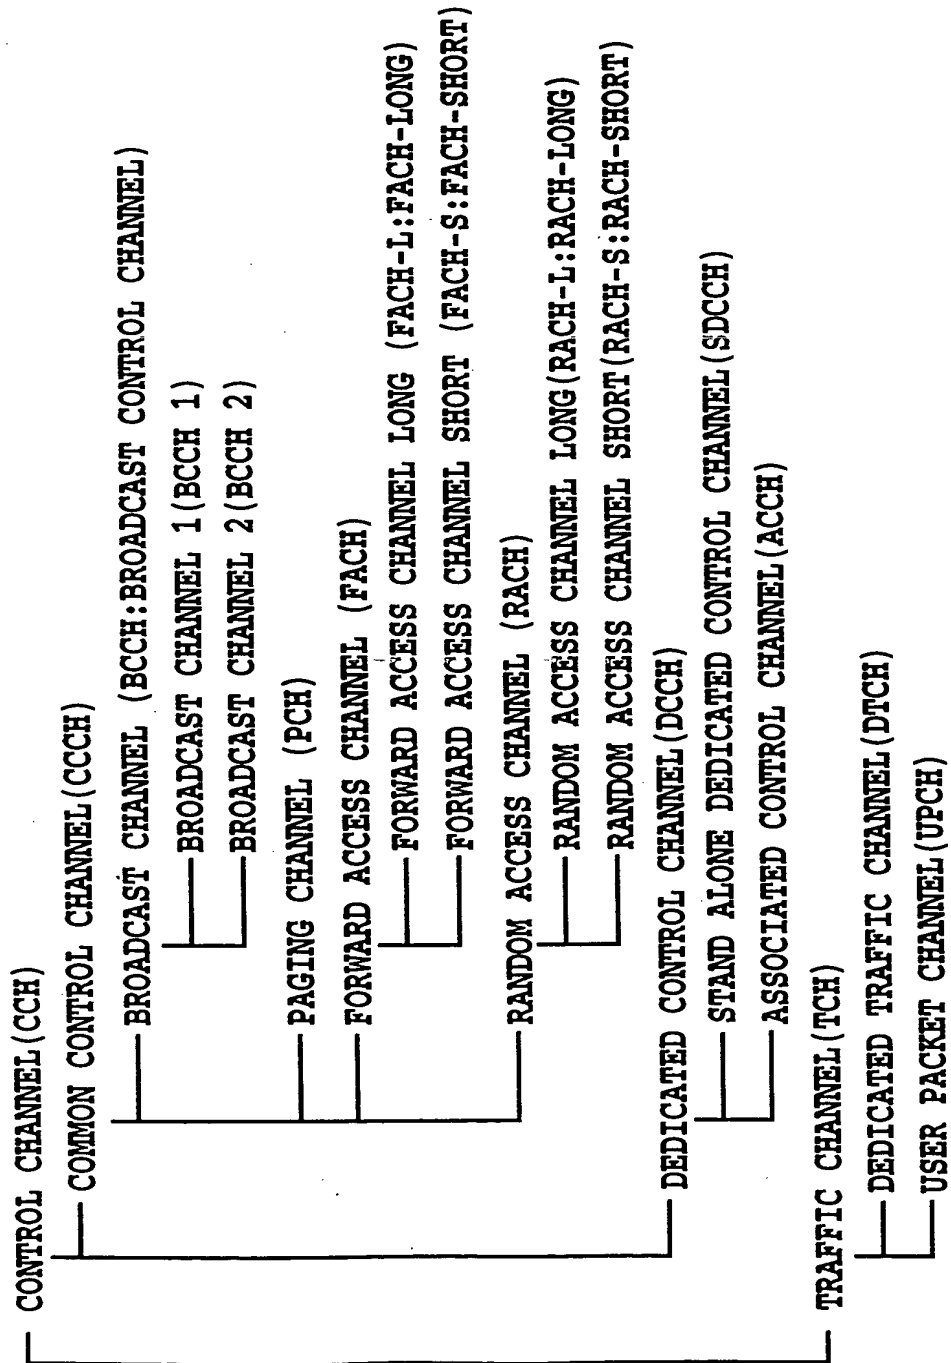 CONTROL CHANNEL(CCH)
COMMON CONTROL CHANNEL(CCCH)
BROADCAST CHANNEL (BCCH:BROADCAST CONTROL CHANNEL)
BROADCAST CHANNEL 1(BCCH 1)
BROADCAST CHANNEL 2(BCCH 2)
PAGING CHANNEL (PCH)
FORWARD ACCESS CHANNEL (FACH)
FORWARD ACCESS CHANNEL LONG (FACH-L:FACH-LONG)
FORWARD ACCESS CHANNEL SHORT (FACH-S:FACH-SHORT)
RANDOM ACCESS CHANNEL (RACH)
RANDOM ACCESS CHANNEL LONG(RACH-L:RACH-LONG)
RANDOM ACCESS CHANNEL SHORT(RACH-S:RACH-SHORT)
DEDICATED CONTROL CHANNEL(DCCH)
STAND ALONE DEDICATED CONTROL CHANNEL(SDCCH)
ASSOCIATED CONTROL CHANNEL(ACCH)
TRAFFIC CHANNEL(TCH)
DEDICATED TRAFFIC CHANNEL(DTCH)
USER PACKET CHANNEL(UPCH)